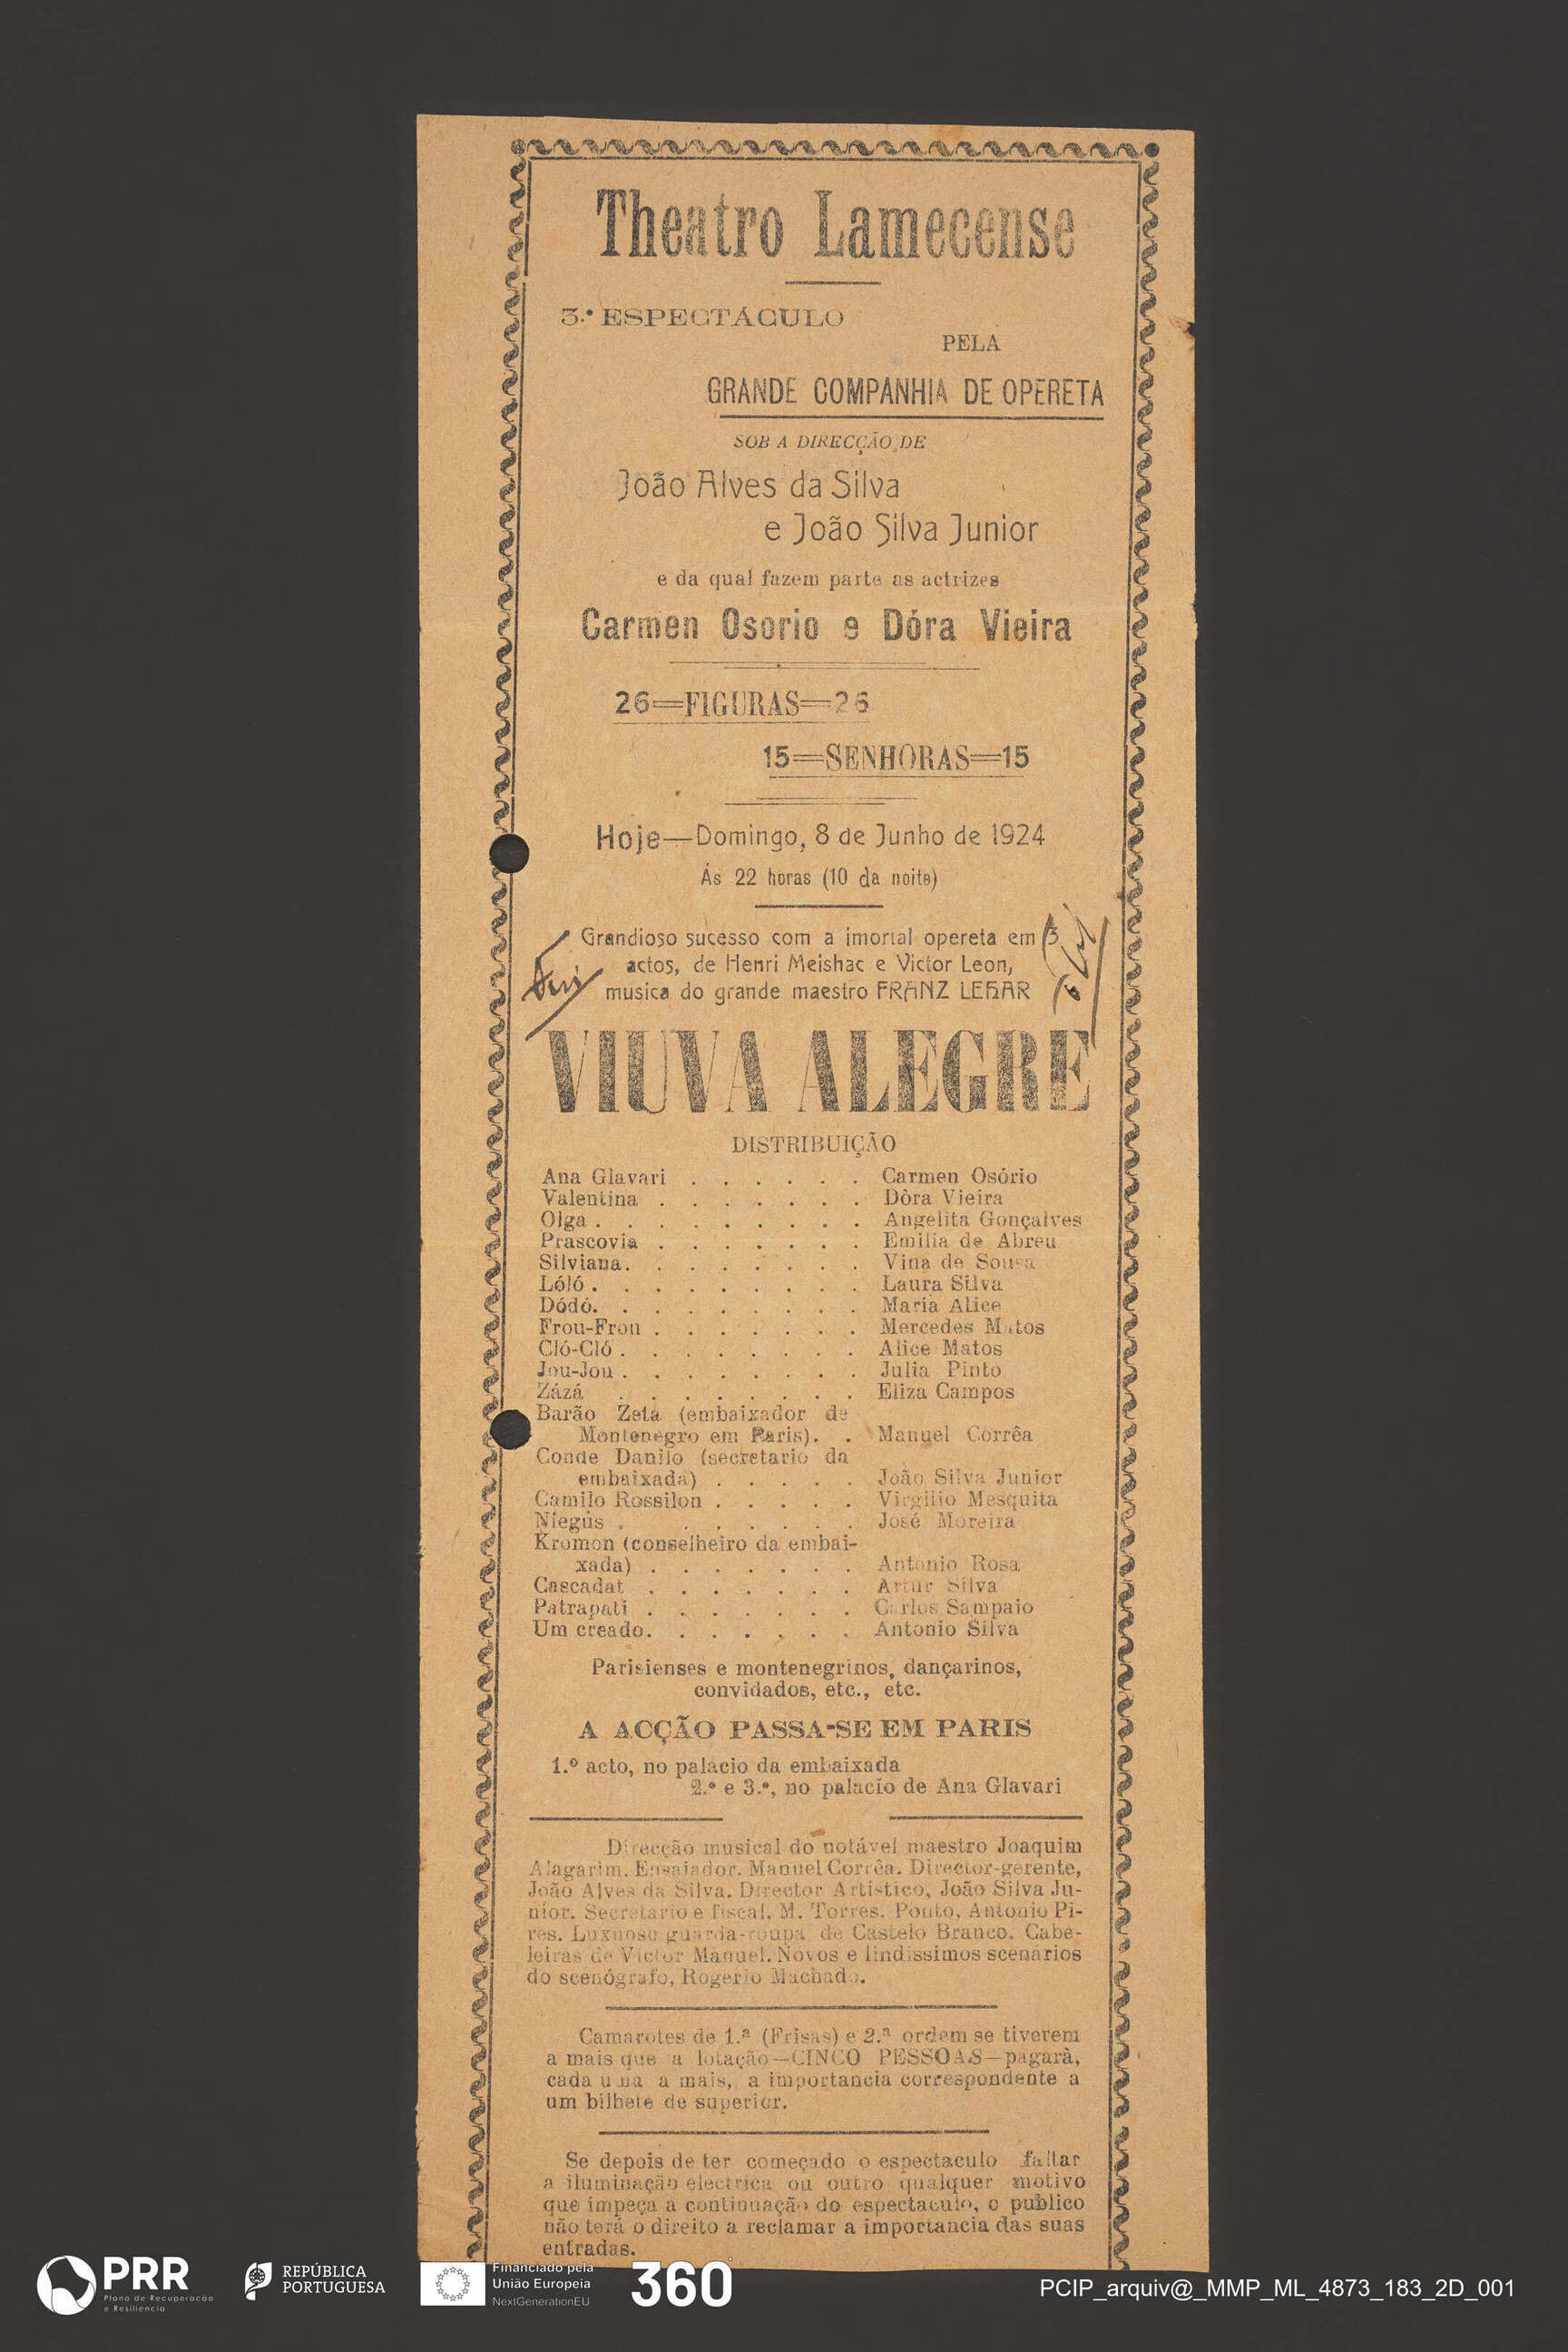 Theatro Lamecense
3.º ESPECTÁCULO
PELA
GRANDE COMPANHIA DE OPERETA
SOB A DIRECÇÃO DE
João Alves da Silva
e João Silva Junior
e da qual fazem parte as actrizes
Carmen Osorio e Dóra Vieira
26=FIGURAS=26
15=SENHORAS=15
Hoje—Domingo, 8 de Junho de 1924
Ás 22 horas (10 da noite)
Grandioso sucesso com a imortal opereta em 3
actos, de Henri Meishac e Victor Leon,
musica do grande maestro FRANZ LEHAR
VIUVA ALEGRE
DISTRIBUIÇÃO
Ana Glavari . . . . . . Carmen Osório
Valentina . . . . . . . Dòra Vieira
Olga . . . . . . . . . Angelita Gonçalves
Prascovia . . . . . . . Emilia de Abreu
Silviana. . . . . . . . Vina de Sousa
Lóló . . . . . . . . . Laura Silva
Dódó. . . . . . . . . Maria Alice
Frou-Frou . . . . . . . Mercedes Matos
Cló-Cló . . . . . . . . Alice Matos
Jou-Jou . . . . . . . . Julia Pinto
Zázá . . . . . . . . Eliza Campos
Barão Zeta (embaixador de
Montenegro em Paris). . Manuel Corrêa
Conde Danilo (secretario da
embaixada) . . . . . João Silva Junior
Camilo Rossilon . . . . . Virgilio Mesquita
Niegus . . . . . . . José Moreira
Kromon (conselheiro da embai-
xada) . . . . . . . Antonio Rosa
Cascadat . . . . . . . Artur Silva
Patrapati . . . . . . . Carlos Sampaio
Um creado. . . . . . . Antonio Silva
Parisienses e montenegrinos, dançarinos,
convidados, etc., etc.
A ACÇÃO PASSA-SE EM PARIS
1.º acto, no palacio da embaixada
2.º e 3.º, no palacio de Ana Glavari
Direcção musical do notável maestro Joaquim
Alagarim. Ensaiador. Manuel Corrêa. Director-gerente,
João Alves da Silva. Director Artistico, João Silva Ju-
nior. Secretario e fiscal. M. Torres. Ponto, Antonio Pi-
res. Luxuoso guarda-roupa de Castelo Branco. Cabe-
leiras de Victor Manuel. Novos e lindissimos scenários
do scenógrafo, Rogerio Machado.
Camarotes de 1.ª (Frisas) e 2.ª ordem se tiverem
a mais que a lotação—CINCO PESSOAS—pagará,
cada uma a mais, a importancia correspondente a
um bilhete de superior.
Se depois de ter começado o espectaculo faltar
a iluminação electrica ou outro qualquer motivo
que impeça a continuação do espectaculo, o publico
não terá o direito a reclamar a importancia das suas
entradas.
PRR
Plano de Recuperação
e Resiliência
REPÚBLICA
PORTUGUESA
Financiado pela
União Europeia
NextGenerationEU
360°
PCIP_arquiv@_MMP_ML_4873_183_2D_001